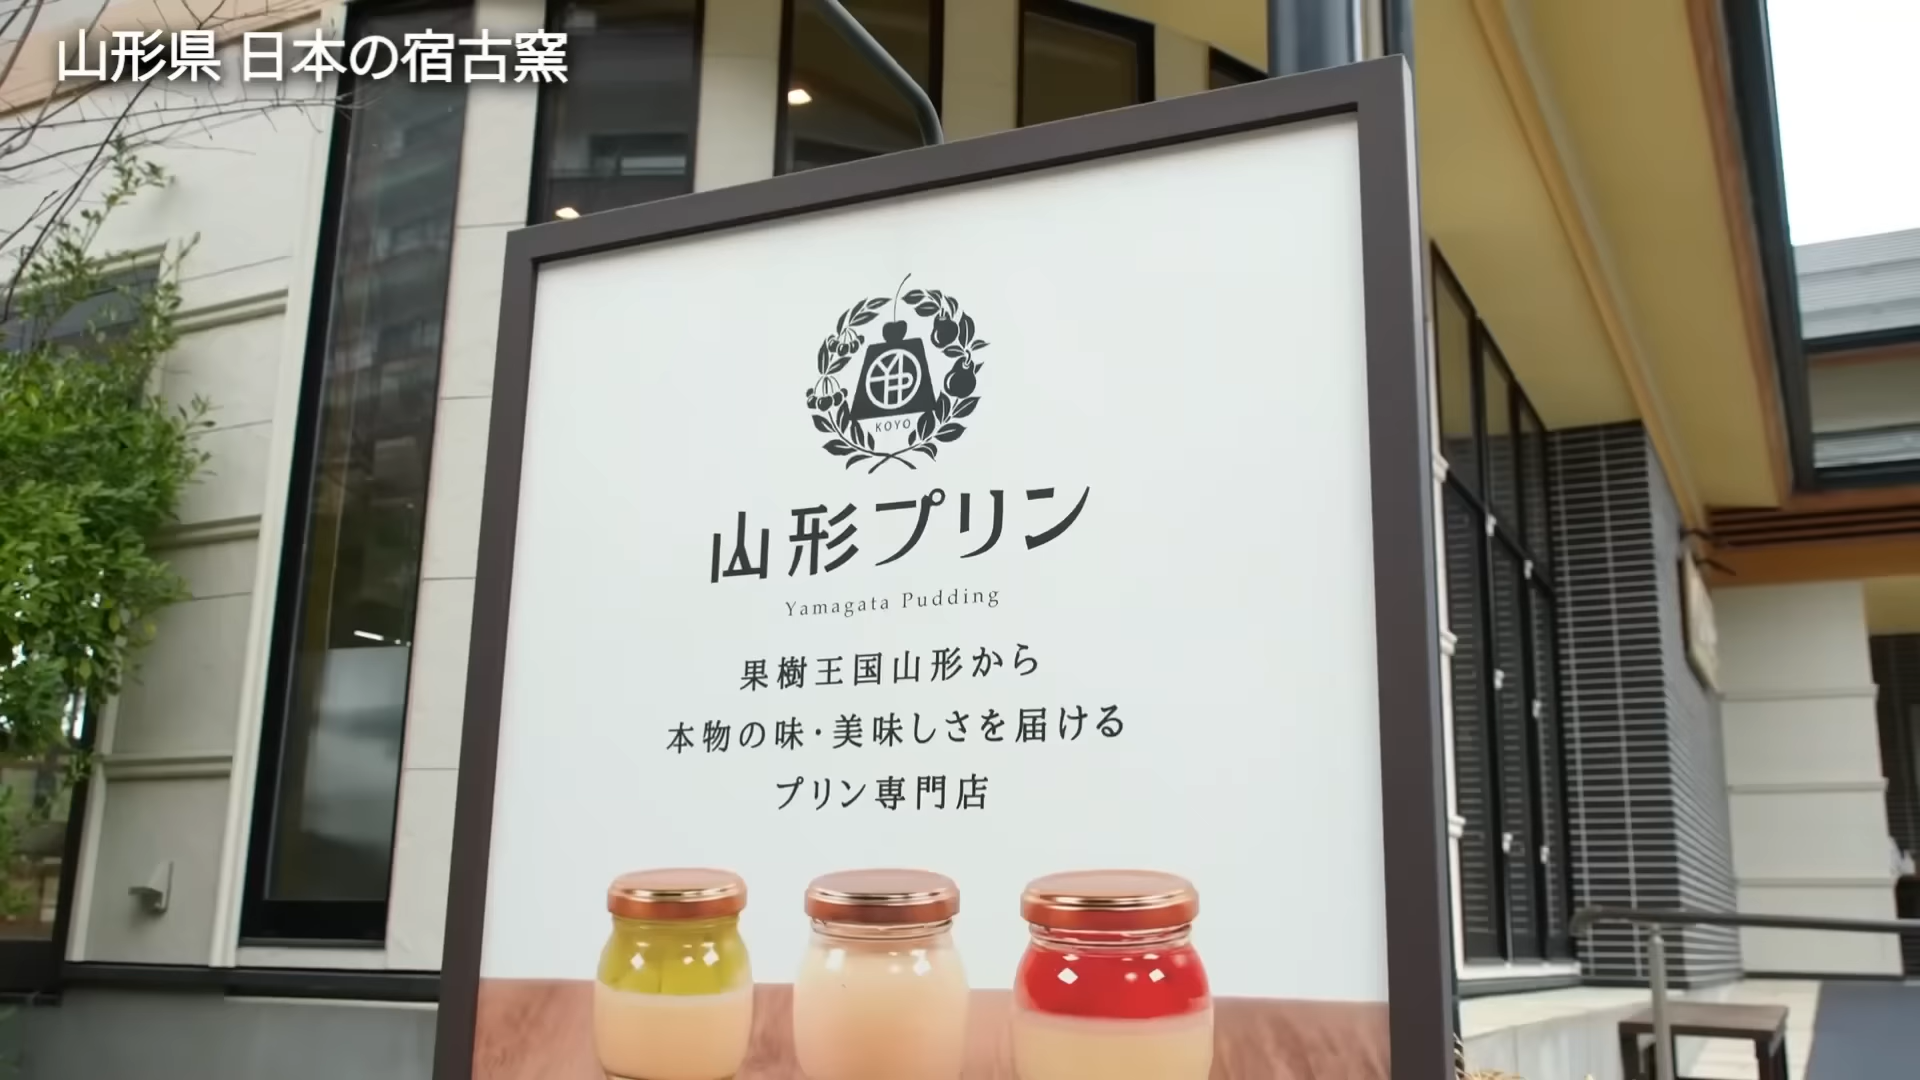 山形県 日本の宿古窯
KOYO
山形プリン
Yamagata Pudding
果樹王国山形から
本物の味・美味しさを届ける
プリン専門店